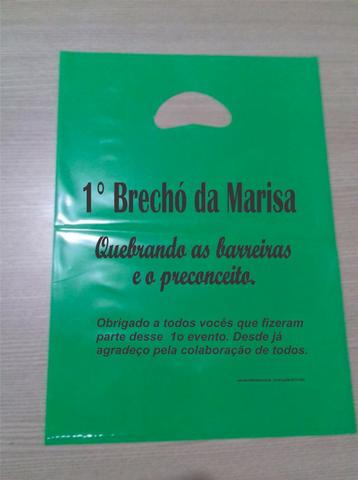 1° Brechó da Marisa
Quebrando as barreiras
e o preconceito.
Obrigado a todos vocês que fizeram
parte desse 1o evento. Desde já
agradeço pela colaboração de todos.